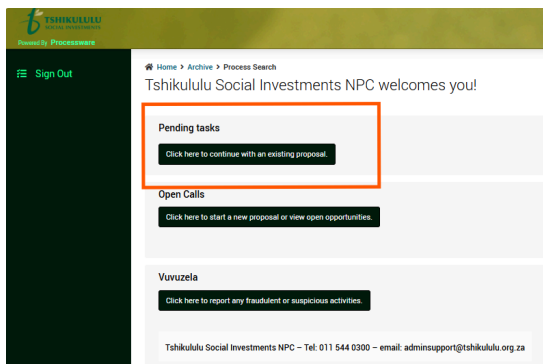 TSHIKULULU
SOCIAL INVESTMENTS
Powered By Processware
Sign Out
Home > Archive > Process Search
Tshikululu Social Investments NPC welcomes you!
Pending tasks
Click here to continue with an existing proposal.
Open Calls
Click here to start a new proposal or view open opportunities.
Vuvuzela
Click here to report any fraudulent or suspicious activities.
Tshikululu Social Investments NPC – Tel: 011 544 0300 – email: adminsupport@tshikululu.org.za